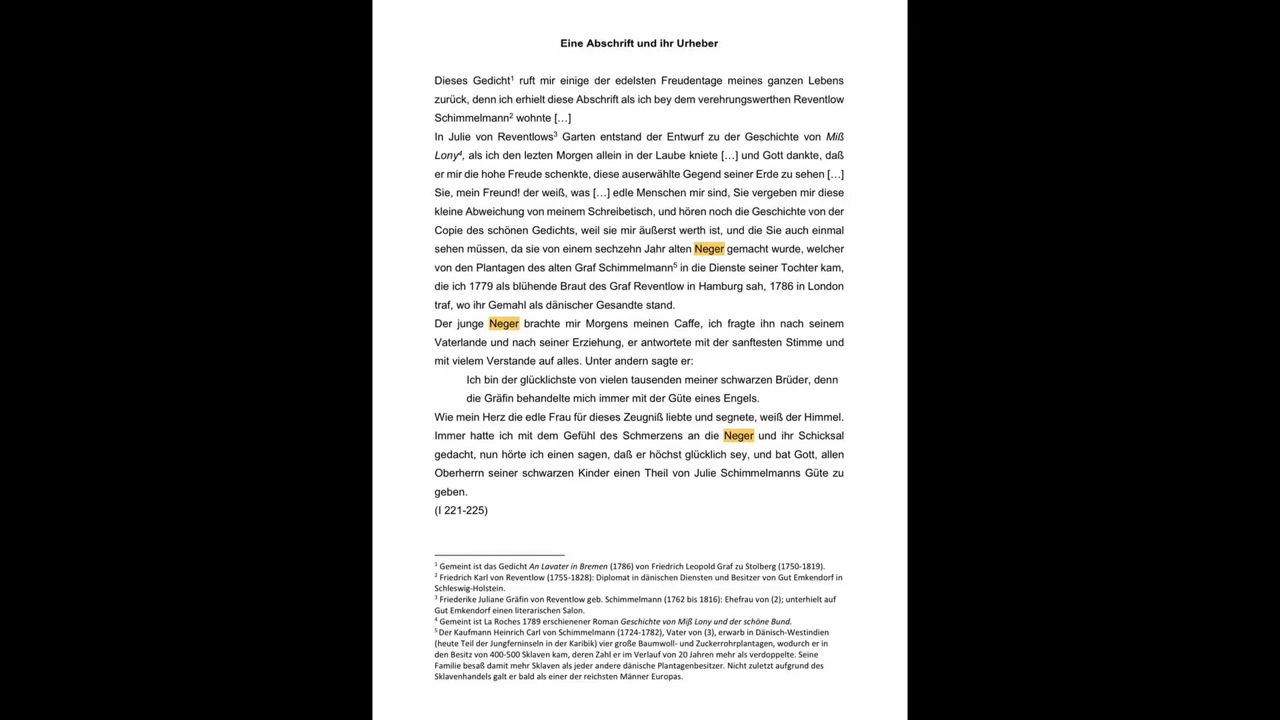 Eine Abschrift und ihr Urheber
Dieses Gedicht¹ ruft mir einige der edelsten Freudentage meines ganzen Lebens
zurück, denn ich erhielt diese Abschrift als ich bey dem verehrungswerthen Reventlow
Schimmelmann² wohnte […]
In Julie von Reventlows³ Garten entstand der Entwurf zu der Geschichte von Miß
Lony⁴, als ich den lezten Morgen allein in der Laube kniete […] und Gott dankte, daß
er mir die hohe Freude schenkte, diese auserwählte Gegend seiner Erde zu sehen […]
Sie, mein Freund! der weiß, was […] edle Menschen mir sind, Sie vergeben mir diese
kleine Abweichung von meinem Schreibetisch, und hören noch die Geschichte von der
Copie des schönen Gedichts, weil sie mir äußerst werth ist, und die Sie auch einmal
sehen müssen, da sie von einem sechzehn Jahr alten Neger gemacht wurde, welcher
von den Plantagen des alten Graf Schimmelmann⁵ in die Dienste seiner Tochter kam,
die ich 1779 als blühende Braut des Graf Reventlow in Hamburg sah, 1786 in London
traf, wo ihr Gemahl als dänischer Gesandte stand.
Der junge Neger brachte mir Morgens meinen Caffe, ich fragte ihn nach seinem
Vaterlande und nach seiner Erziehung, er antwortete mit der sanftesten Stimme und
mit vielem Verstande auf alles. Unter andern sagte er:
Ich bin der glücklichste von vielen tausenden meiner schwarzen Brüder, denn
die Gräfin behandelte mich immer mit der Güte eines Engels.
Wie mein Herz die edle Frau für dieses Zeugniß liebte und segnete, weiß der Himmel.
Immer hatte ich mit dem Gefühl des Schmerzens an die Neger und ihr Schicksal
gedacht, nun hörte ich einen sagen, daß er höchst glücklich sey, und bat Gott, allen
Oberherrn seiner schwarzen Kinder einen Theil von Julie Schimmelmanns Güte zu
geben.
(I 221-225)
¹ Gemeint ist das Gedicht An Lavater in Bremen (1786) von Friedrich Leopold Graf zu Stolberg (1750-1819).
² Friedrich Karl von Reventlow (1755-1828): Diplomat in dänischen Diensten und Besitzer von Gut Emkendorf in
Schleswig-Holstein.
³ Friederike Juliane Gräfin von Reventlow geb. Schimmelmann (1762 bis 1816): Ehefrau von (2); unterhielt auf
Gut Emkendorf einen literarischen Salon.
⁴ Gemeint ist La Roches 1789 erschienener Roman Geschichte von Miß Lony und der schöne Bund.
⁵ Der Kaufmann Heinrich Carl von Schimmelmann (1724-1782), Vater von (3), erwarb in Dänisch-Westindien
(heute Teil der Jungferninseln in der Karibik) vier große Baumwoll- und Zuckerrohrplantagen, wodurch er in
den Besitz von 400-500 Sklaven kam, deren Zahl er im Verlauf von 20 Jahren mehr als verdoppelte. Seine
Familie besaß damit mehr Sklaven als jeder andere dänische Plantagenbesitzer. Nicht zuletzt aufgrund des
Sklavenhandels galt er bald als einer der reichsten Männer Europas.